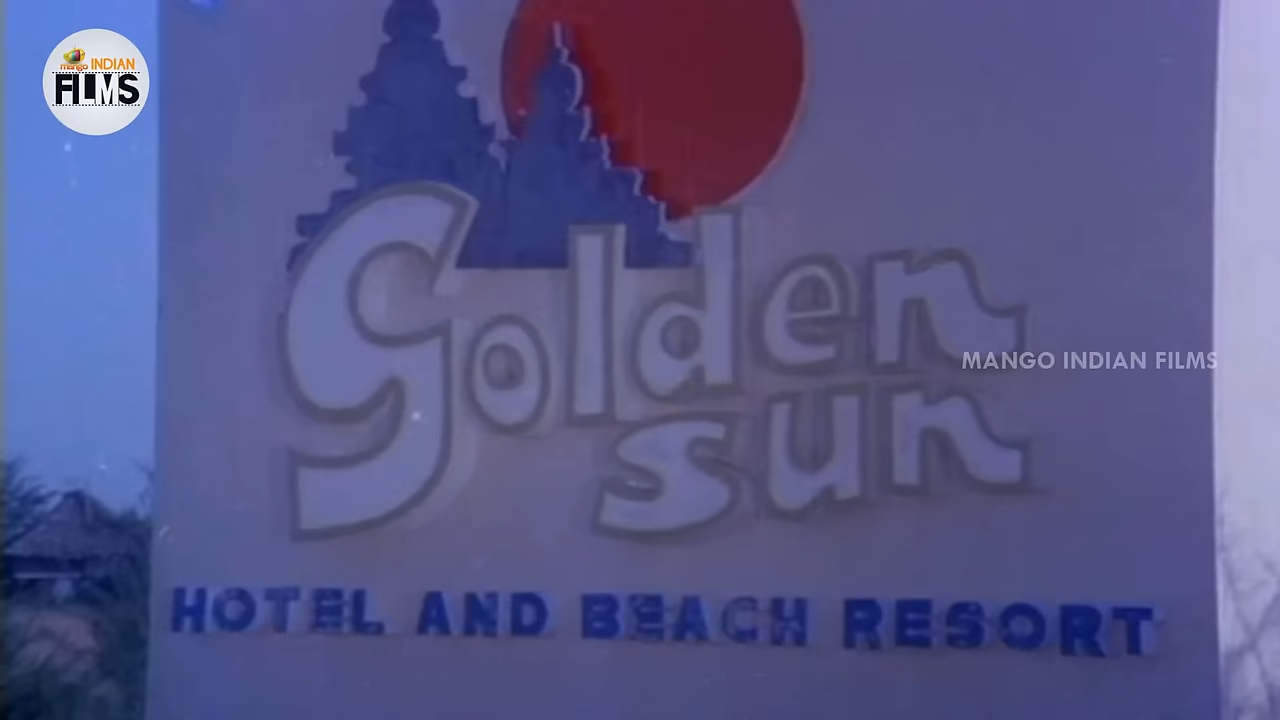 mango INDIAN
FILMS
golden
sun
MANGO INDIAN FILMS
HOTEL AND BEACH RESORT